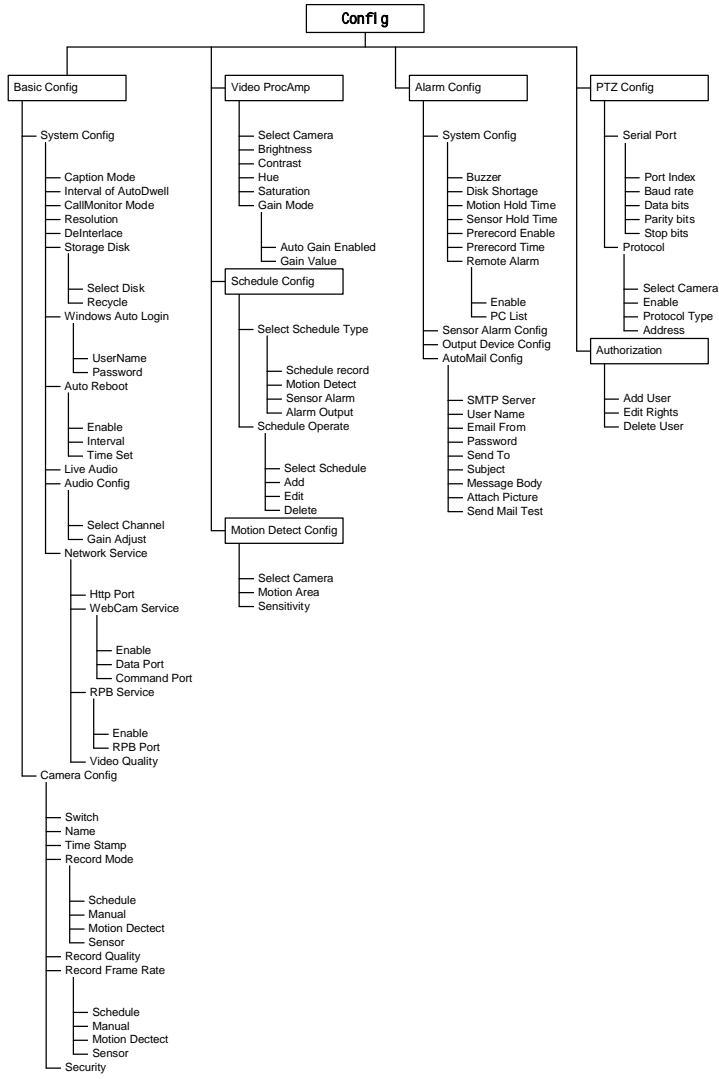 Config
Basic Config
System Config
Caption Mode
Interval of AutoDwell
CallMonitor Mode
Resolution
DeInterlace
Storage Disk
Select Disk
Recycle
Windows Auto Login
UserName
Password
Auto Reboot
Enable
Interval
Time Set
Live Audio
Audio Config
Select Channel
Gain Adjust
Network Service
Http Port
WebCam Service
Enable
Data Port
Command Port
RPB Service
Enable
RPB Port
Video Quality
Camera Config
Switch
Name
Time Stamp
Record Mode
Schedule
Manual
Motion Dectect
Sensor
Record Quality
Record Frame Rate
Schedule
Manual
Motion Dectect
Sensor
Security
Video ProcAmp
Select Camera
Brightness
Contrast
Hue
Saturation
Gain Mode
Auto Gain Enabled
Gain Value
Schedule Config
Select Schedule Type
Schedule record
Motion Detect
Sensor Alarm
Alarm Output
Schedule Operate
Select Schedule
Add
Edit
Delete
Motion Detect Config
Select Camera
Motion Area
Sensitivity
Alarm Config
System Config
Buzzer
Disk Shortage
Motion Hold Time
Sensor Hold Time
Prerecord Enable
Prerecord Time
Remote Alarm
Enable
PC List
Sensor Alarm Config
Output Device Config
AutoMail Config
SMTP Server
User Name
Email From
Password
Send To
Subject
Message Body
Attach Picture
Send Mail Test
PTZ Config
Serial Port
Port Index
Baud rate
Data bits
Parity bits
Stop bits
Protocol
Select Camera
Enable
Protocol Type
Address
Authorization
Add User
Edit Rights
Delete User